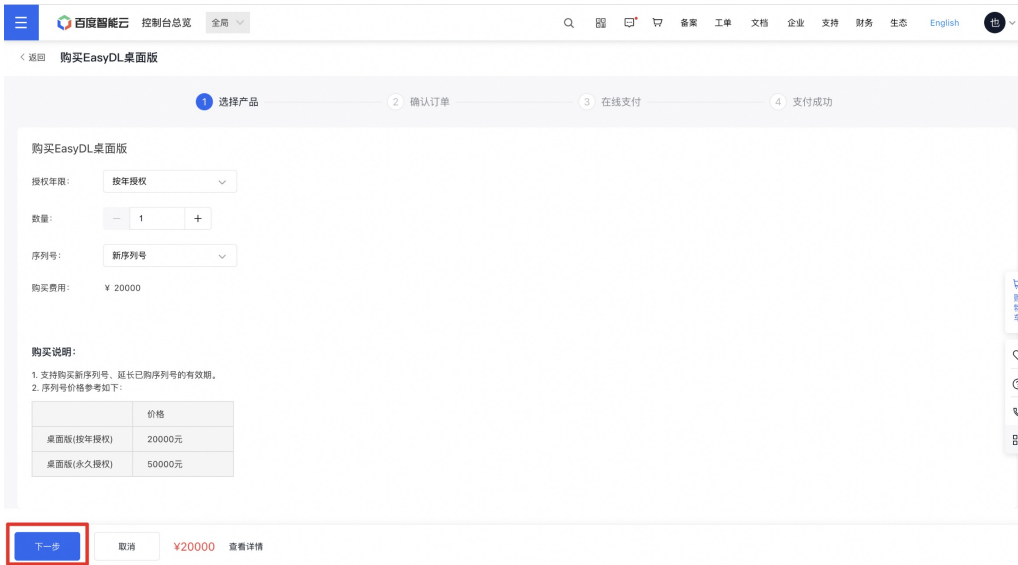 百度智能云 控制台总览 全局 备案 工单 文档 企业 支持 财务 生态 English 也
返回 购买EasyDL桌面版
1 选择产品 2 确认订单 3 在线支付 4 支付成功
购买EasyDL桌面版
授权年限: 按年授权
数量: − 1 +
序列号: 新序列号
购买费用: ¥ 20000
购买说明:
1. 支持购买新序列号、延长已购序列号的有效期。
2. 序列号价格参考如下:
价格
桌面版(按年授权) 20000元
桌面版(永久授权) 50000元
下一步 取消 ¥20000 查看详情